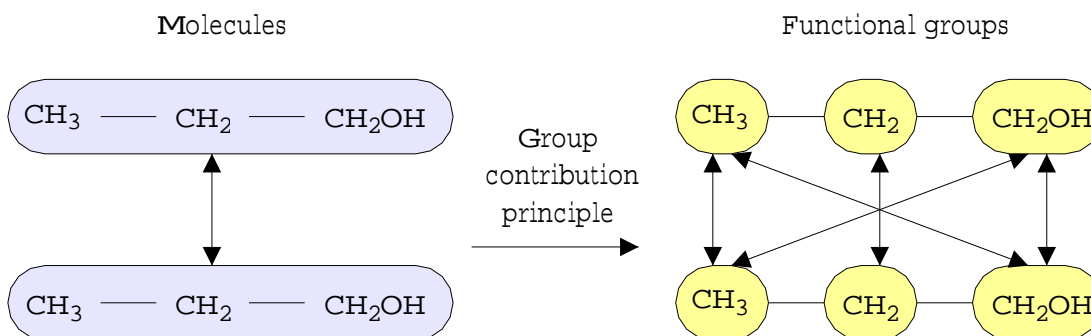 Molecules
Functional groups
CH₃ CH₂ CH₂OH
CH₃ CH₂ CH₂OH
Group
contribution
principle
CH₃ CH₂ CH₂OH
CH₃ CH₂ CH₂OH